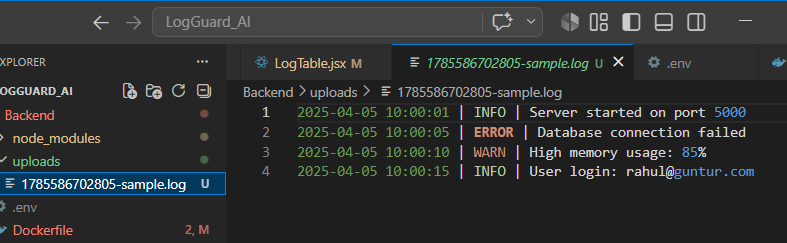 LogGuard_AI
EXPLORER
···
LogTable.jsx M
1785586702805-sample.log U
.env
OGGUARD_AI
Backend > uploads > 1785586702805-sample.log
Backend
node_modules
uploads
1785586702805-sample.log U
.env
Dockerfile 2, M
1 2025-04-05 10:00:01 | INFO | Server started on port 5000
2 2025-04-05 10:00:05 | ERROR | Database connection failed
3 2025-04-05 10:00:10 | WARN | High memory usage: 85%
4 2025-04-05 10:00:15 | INFO | User login: rahul@guntur.com